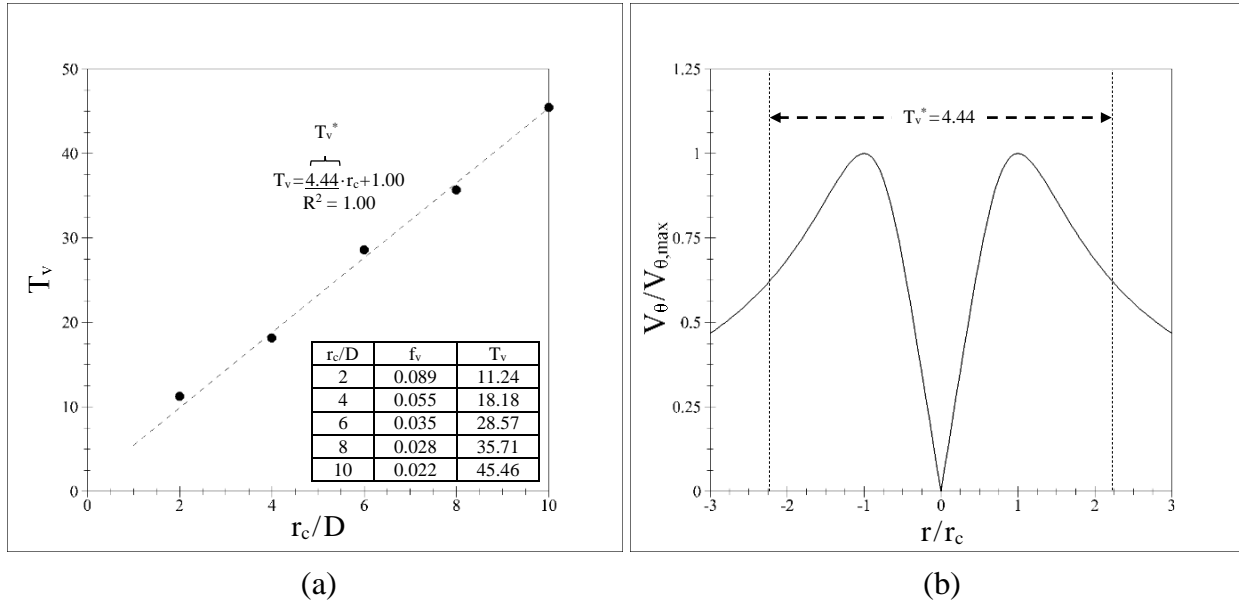 50
40
30
20
10
0
T_v
T_v^*
T_v=4.44·r_c+1.00
R² = 1.00
r_c/D f_v T_v
2 0.089 11.24
4 0.055 18.18
6 0.035 28.57
8 0.028 35.71
10 0.022 45.46
0 2 4 6 8 10
r_c/D
(a)
1.25
1
0.75
0.5
0.25
0
V_θ/V_θ,max
T_v^*=4.44
-3 -2 -1 0 1 2 3
r/r_c
(b)